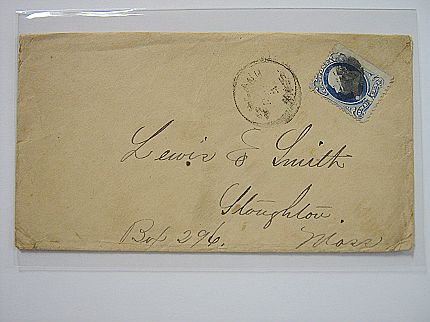 Lewis E Smith
Stoughton
Box 296. Mass